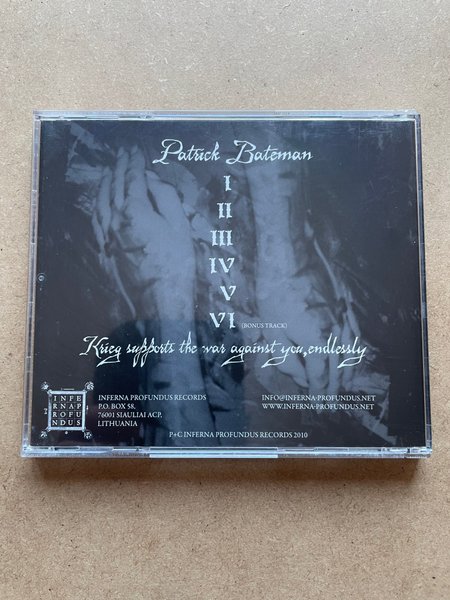 Patrick Bateman
I
II
III
IV
V
VI (BONUS TRACK)
Krieg supports the war against you, endlessly
INFE
RNAP
ROFU
NDUS
INFERNA PROFUNDUS RECORDS
P.O. BOX 58,
76001 SIAULIAI ACP,
LITHUANIA
INFO@INFERNA-PROFUNDUS.NET
WWW.INFERNA-PROFUNDUS.NET
P+C INFERNA PROFUNDUS RECORDS 2010